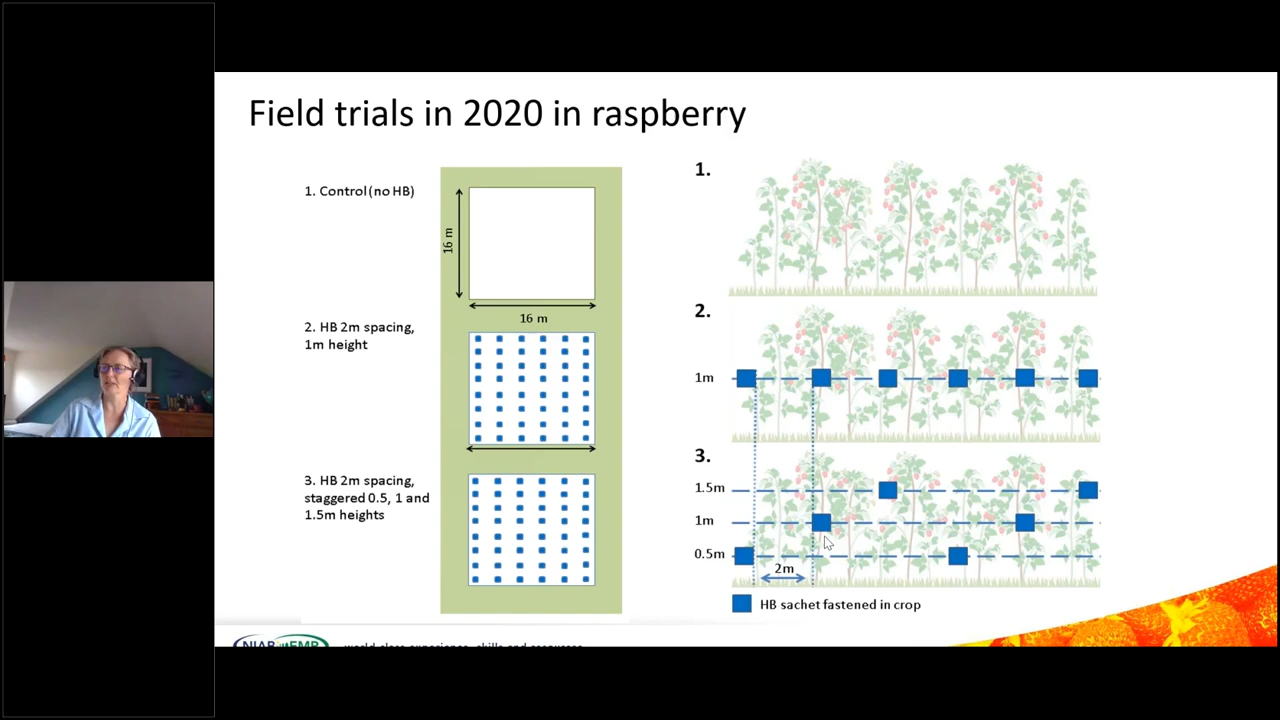 Field trials in 2020 in raspberry
1. Control (no HB)
16 m
16 m
2. HB 2m spacing,
1m height
3. HB 2m spacing,
staggered 0.5, 1 and
1.5m heights
1.
2.
1m
3.
1.5m
1m
0.5m
2m
HB sachet fastened in crop
NIAB EMR
world-class experience, skills and resources